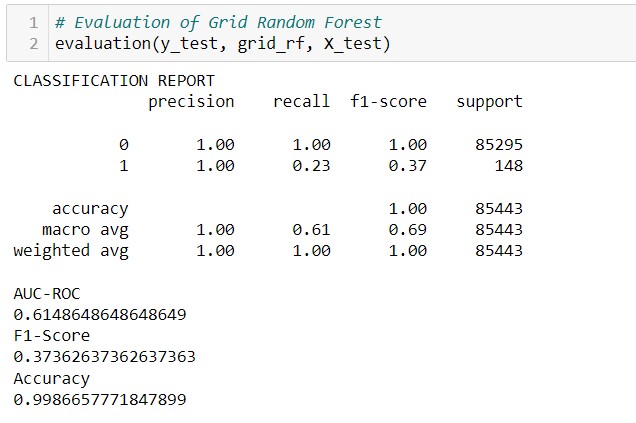 1 # Evaluation of Grid Random Forest
2 evaluation(y_test, grid_rf, X_test)
CLASSIFICATION REPORT
precision recall f1-score support
0 1.00 1.00 1.00 85295
1 1.00 0.23 0.37 148
accuracy 1.00 85443
macro avg 1.00 0.61 0.69 85443
weighted avg 1.00 1.00 1.00 85443
AUC-ROC
0.6148648648648649
F1-Score
0.37362637362637363
Accuracy
0.9986657771847899